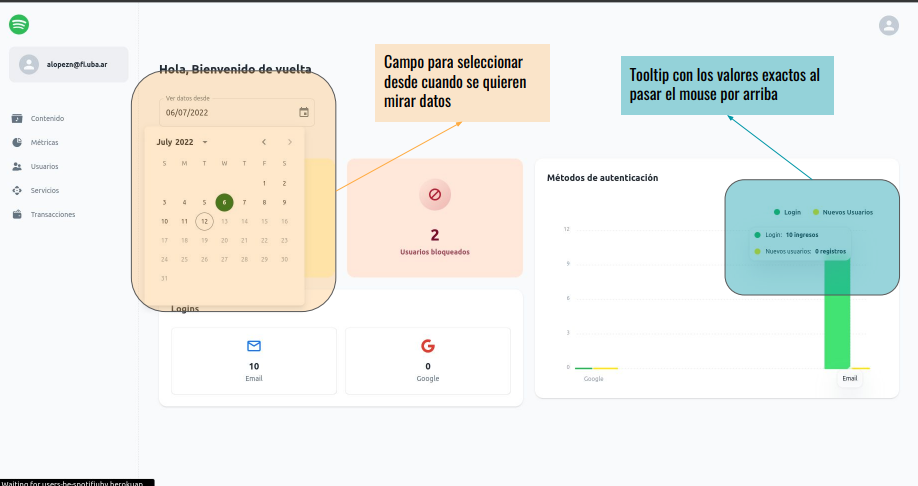 alopezn@fi.uba.ar
Contenido
Métricas
Usuarios
Servicios
Transacciones
Hola, Bienvenido de vuelta
Ver datos desde
06/07/2022
July 2022
S M T W T F S
1 2
3 4 5 6 7 8 9
10 11 12 13 14 15 16
17 18 19 20 21 22 23
24 25 26 27 28 29 30
31
Campo para seleccionar
desde cuando se quieren
mirar datos
2
Usuarios bloqueados
Logins
10
Email
0
Google
Tooltip con los valores exactos al
pasar el mouse por arriba
Métodos de autenticación
Login Nuevos Usuarios
Login: 10 ingresos
Nuevos usuarios: 0 registros
12
9
6
3
0
Google
Email
Waiting for users-be-spotifiuby.herokuap...